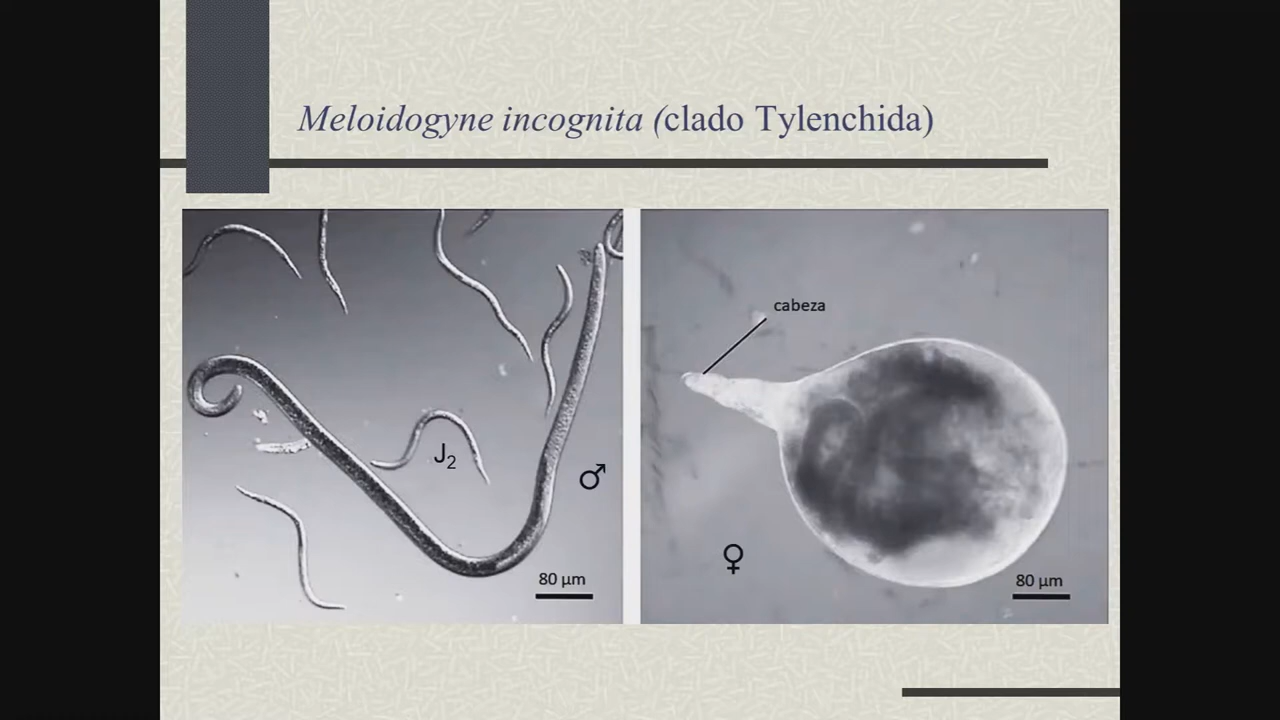 Meloidogyne incognita (clado Tylenchida)
J₂
♂
80 µm
cabeza
♀
80 µm